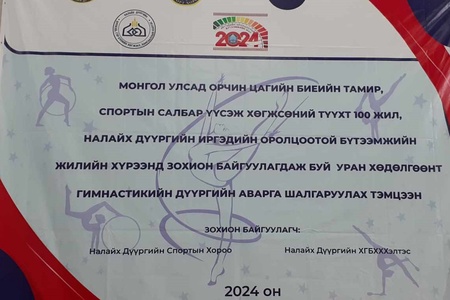 2024
МОНГОЛ УЛСАД ОРЧИН ЦАГИЙН БИЕИЙН ТАМИР,
СПОРТЫН САЛБАР ҮҮСЭЖ ХӨГЖСӨНИЙ ТҮҮХТ 100 ЖИЛ,
НАЛАЙХ ДҮҮРГИЙН ИРГЭДИЙН ОРОЛЦООТОЙ БҮТЭЭМЖИЙН
ЖИЛИЙН ХҮРЭЭНД ЗОХИОН БАЙГУУЛАГДАЖ БУЙ УРАН ХӨДӨЛГӨӨНТ
ГИМНАСТИКИЙН ДҮҮРГИЙН АВАРГА ШАЛГАРУУЛАХ ТЭМЦЭЭН
ЗОХИОН БАЙГУУЛАГЧ:
Налайх Дүүргийн Спортын Хороо Налайх Дүүргийн ХГБХХХэлтэс
2024 он